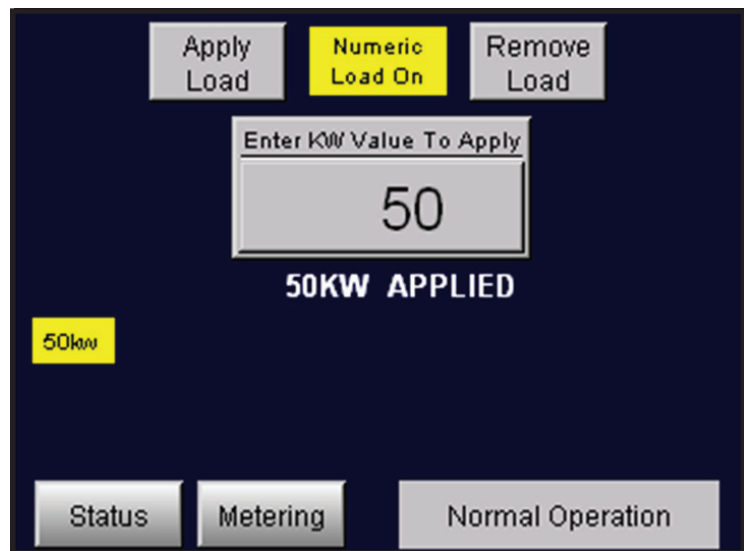 Apply
Load
Numeric
Load On
Remove
Load
Enter KW Value To Apply
50
50KW APPLIED
50kw
Status
Metering
Normal Operation